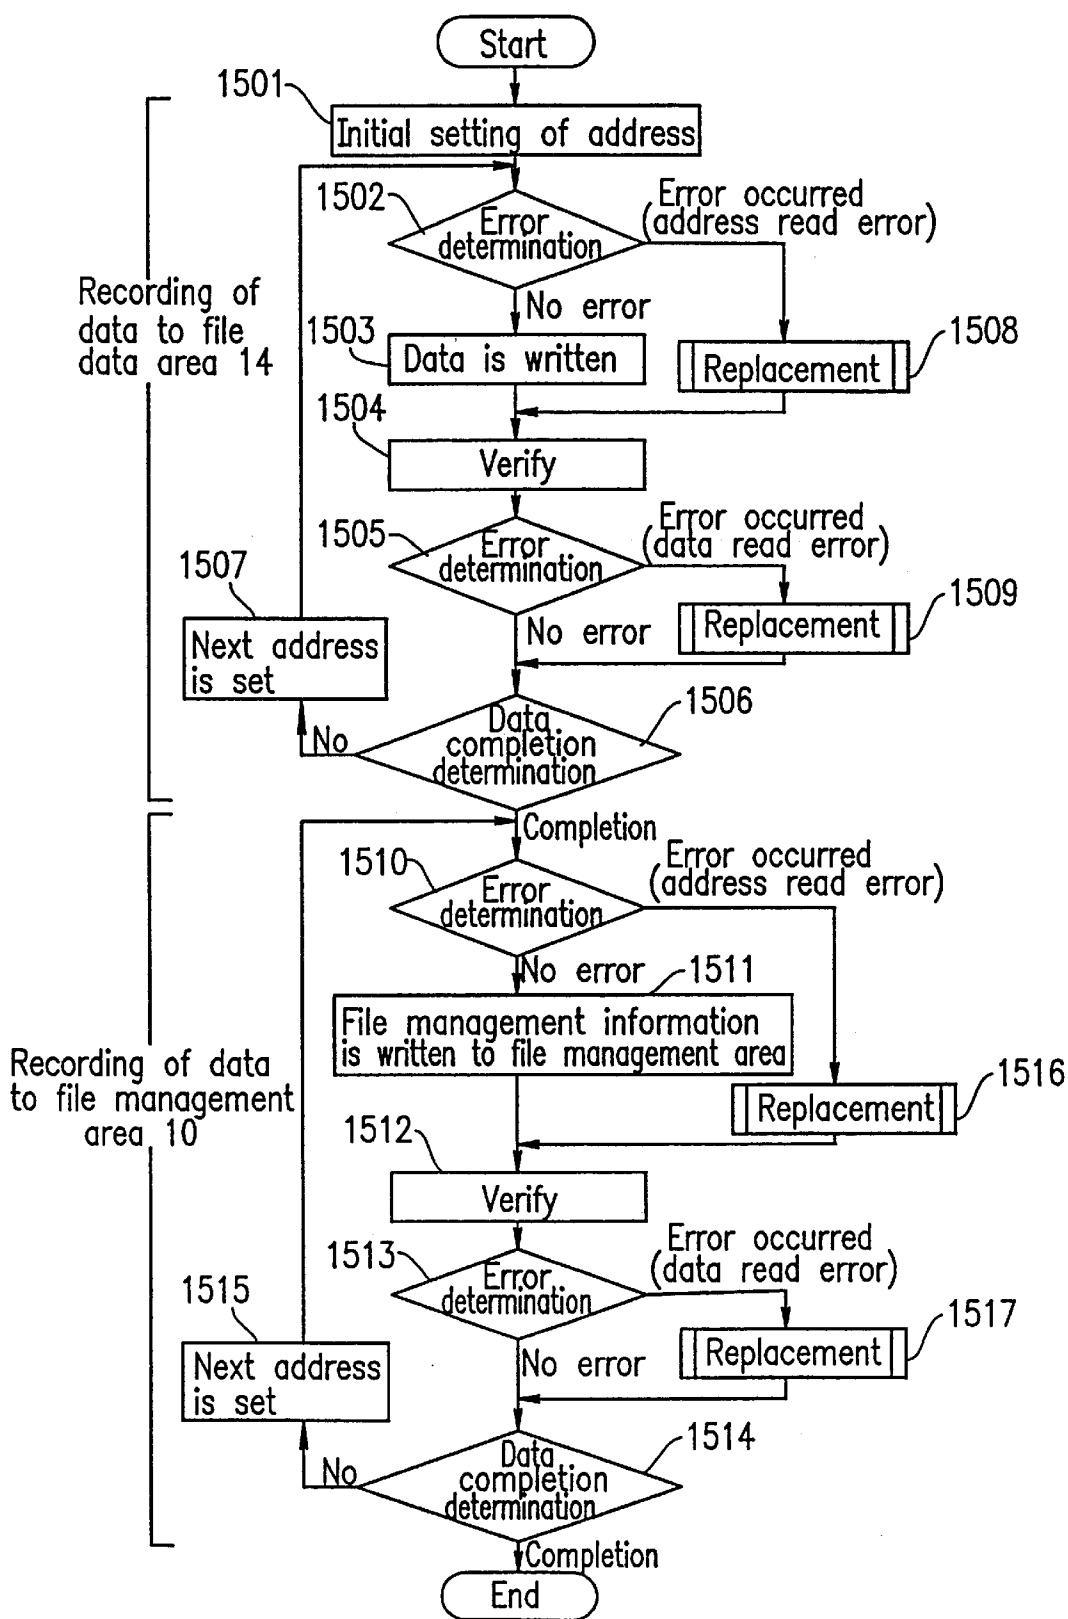 Start
1501
Initial setting of address
1502
Error
determination
Error occurred
(address read error)
No error
1503
Data is written
1508
Replacement
Recording of
data to file
data area 14
1504
Verify
1505
Error
determination
Error occurred
(data read error)
1507
Next address
is set
No error
1509
Replacement
1506
Data
completion
determination
No
Completion
1510
Error
determination
Error occurred
(address read error)
No error
1511
File management information
is written to file management area
Recording of data
to file management
area 10
1516
Replacement
1512
Verify
1513
Error
determination
Error occurred
(data read error)
1515
Next address
is set
No error
1517
Replacement
1514
Data
completion
determination
No
Completion
End